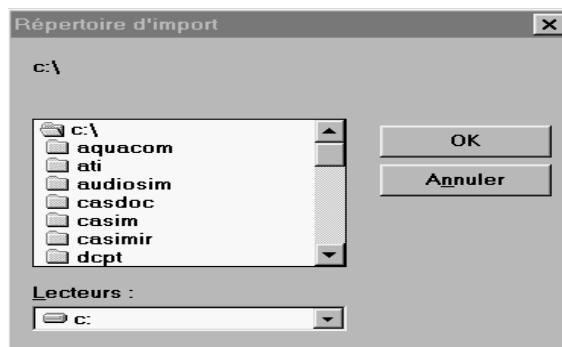 Répertoire d'import
c:\
c:\
aquacom
ati
audiosim
casdoc
casim
casimir
dcpt
OK
Annuler
Lecteurs :
c: